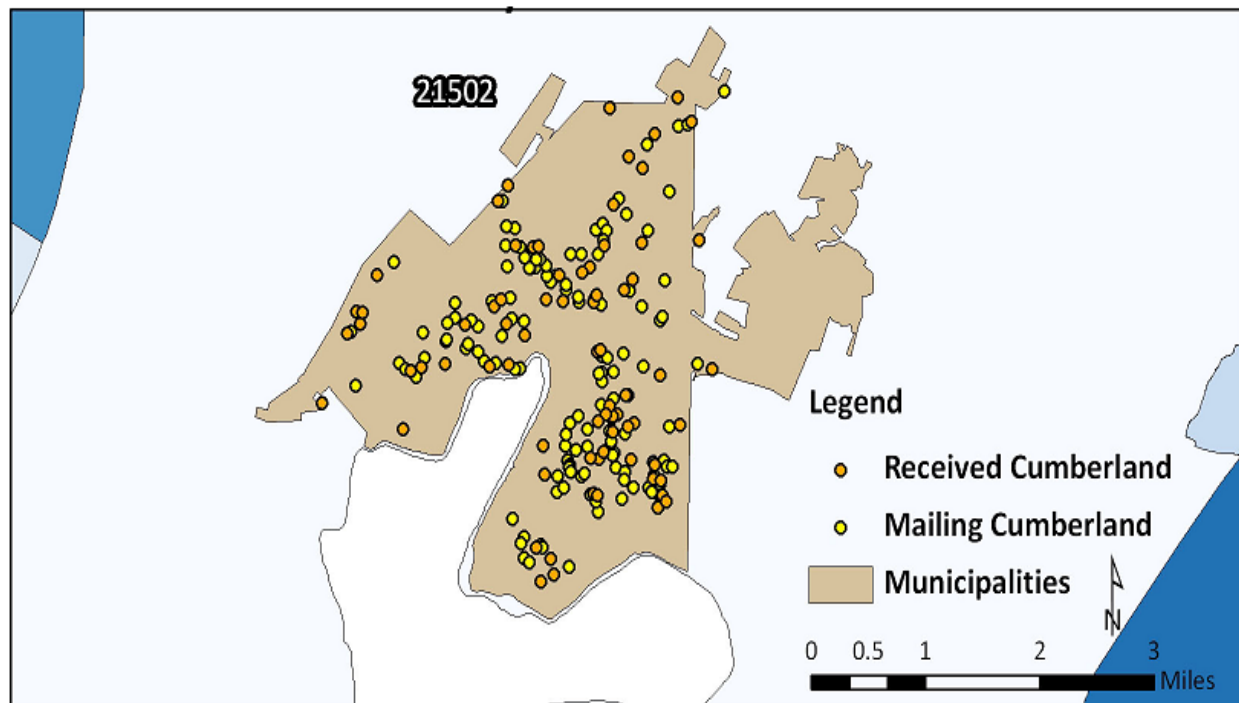 21502
Legend
Received Cumberland
Mailing Cumberland
Municipalities
N
0 0.5 1 2 3
Miles